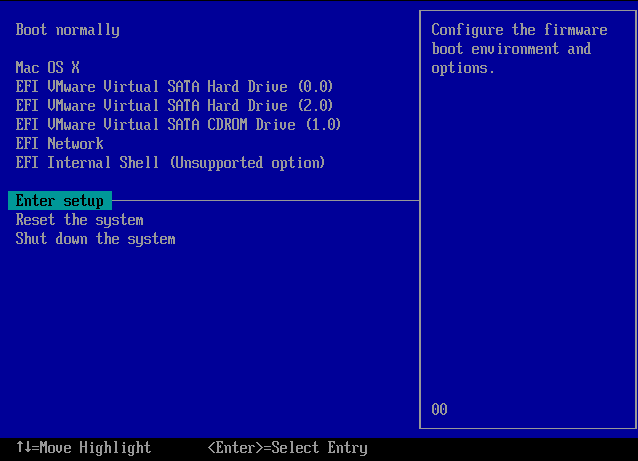 Boot normally
Mac OS X
EFI VMware Virtual SATA Hard Drive (0.0)
EFI VMware Virtual SATA Hard Drive (2.0)
EFI VMware Virtual SATA CDROM Drive (1.0)
EFI Network
EFI Internal Shell (Unsupported option)
Enter setup
Reset the system
Shut down the system
Configure the firmware
boot environment and
options.
00
↑↓=Move Highlight <Enter>=Select Entry